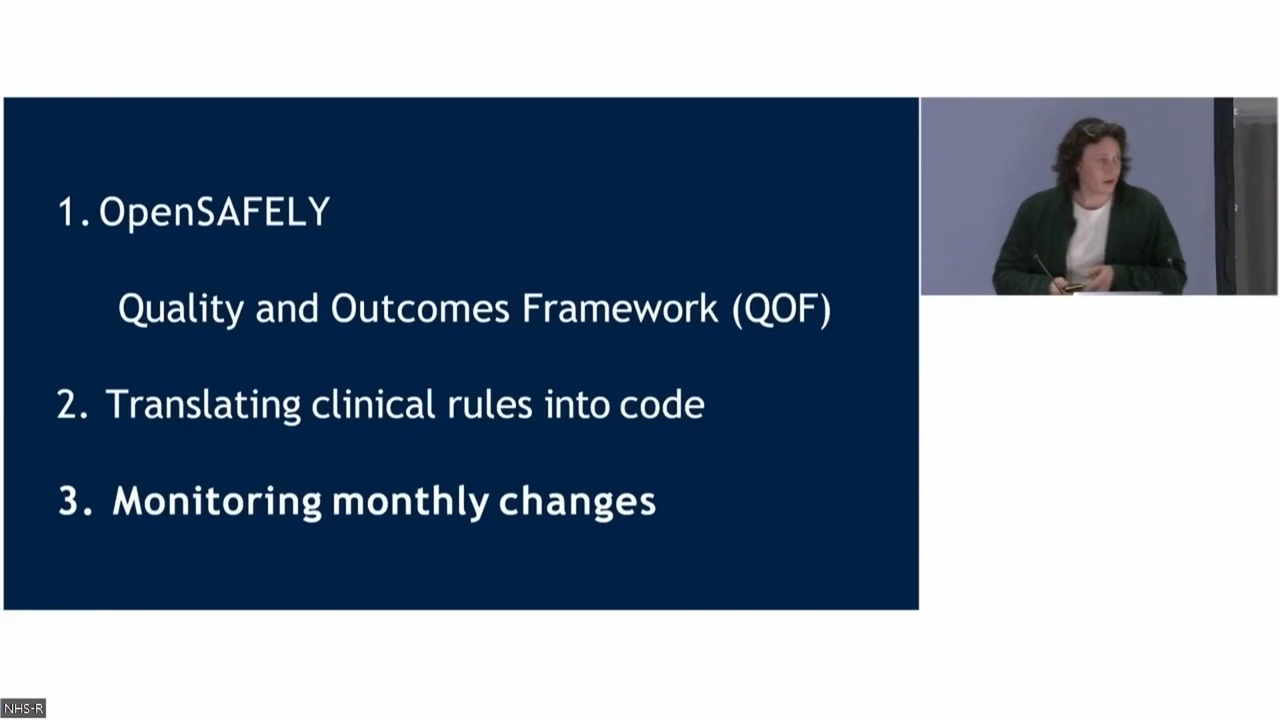 1. OpenSAFELY
Quality and Outcomes Framework (QOF)
2. Translating clinical rules into code
3. Monitoring monthly changes
NHS-R